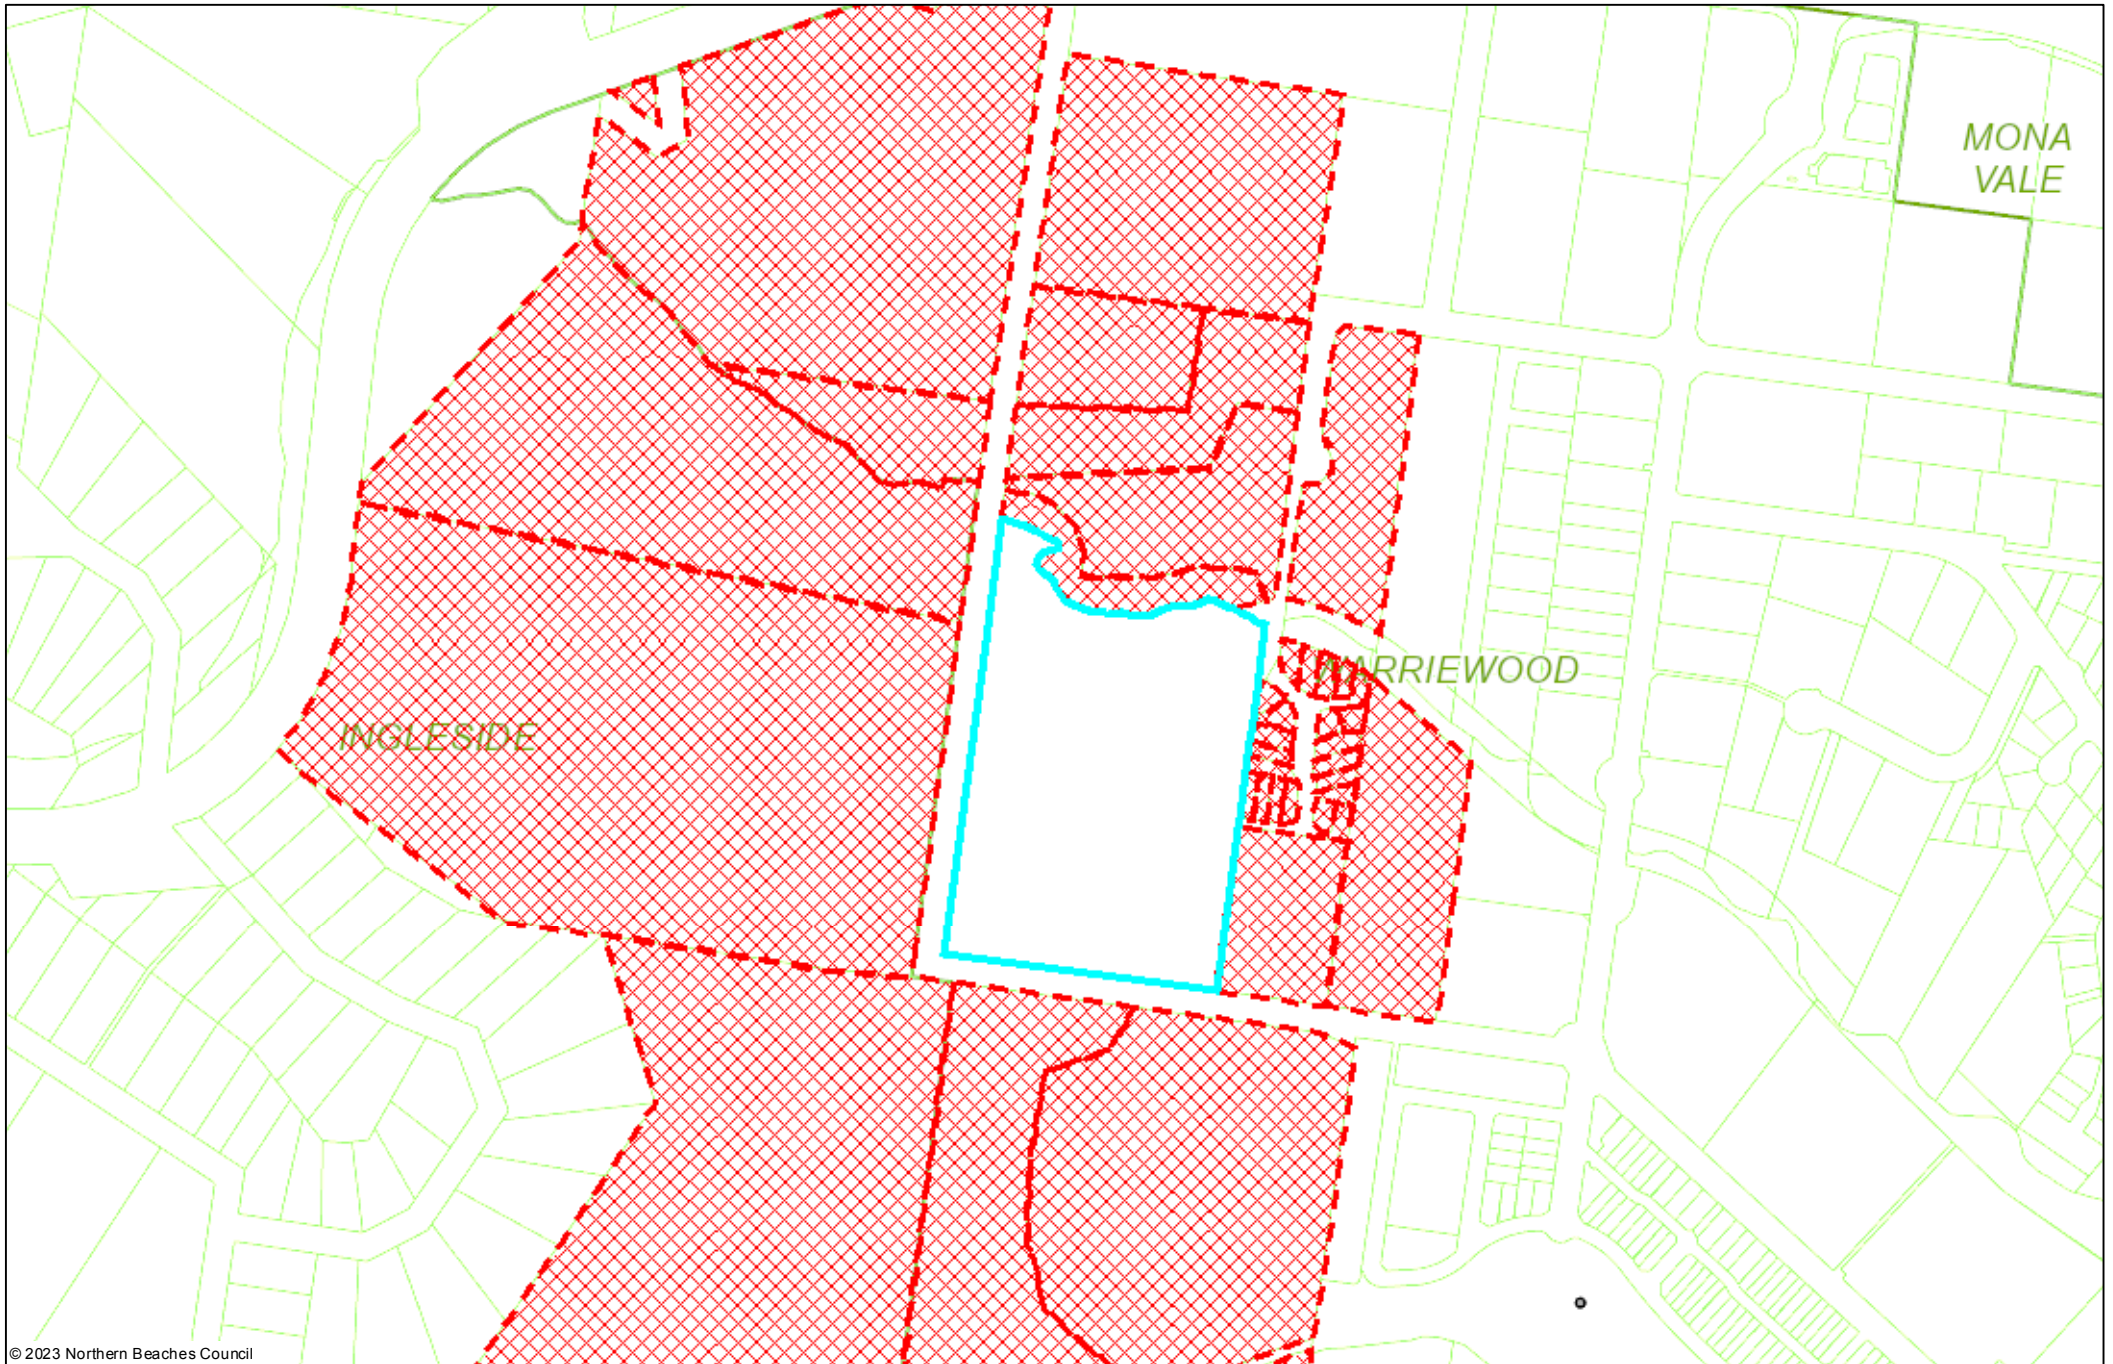 MONA
VALE
WARRIEWOOD
INGLESIDE
© 2023 Northern Beaches Council